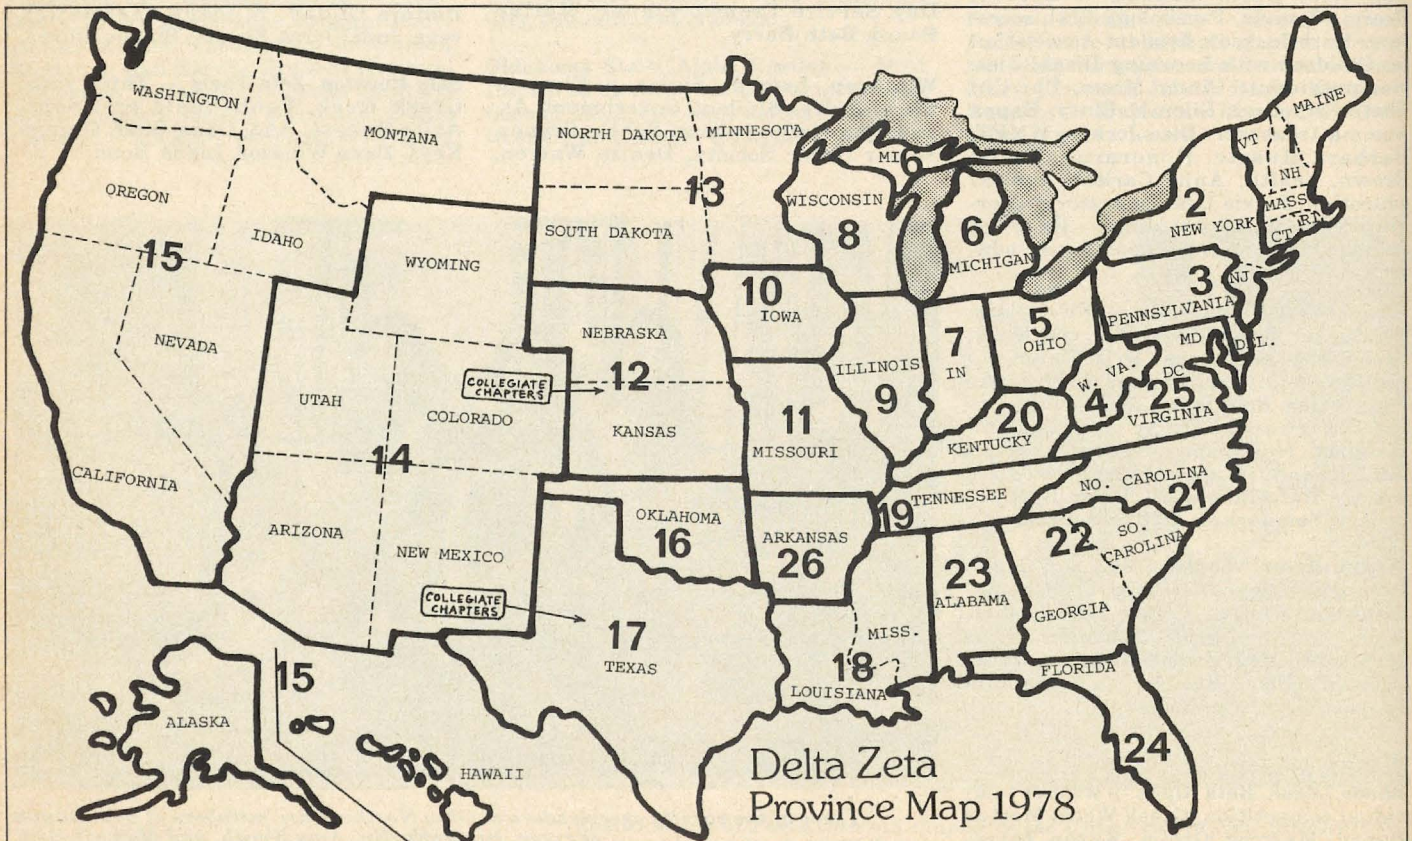 WASHINGTON
MONTANA
NORTH DAKOTA
MINNESOTA
MI
6
MAINE
VT
1
NH
OREGON
15
IDAHO
WYOMING
SOUTH DAKOTA
13
WISCONSIN
8
6
MICHIGAN
2
NEW YORK
MASS
CT
RI
NEVADA
CALIFORNIA
UTAH
COLORADO
COLLEGIATE
CHAPTERS
14
ARIZONA
NEW MEXICO
COLLEGIATE
CHAPTERS
NEBRASKA
12
KANSAS
10
IOWA
11
MISSOURI
ILLINOIS
9
7
IN
5
OHIO
3
PENNSYLVANIA
NJ
MD
DEL.
DC
W. VA.
4
25
VIRGINIA
20
KENTUCKY
19
TENNESSEE
NO. CAROLINA
21
SO.
CAROLINA
22
GEORGIA
23
ALABAMA
OKLAHOMA
16
ARKANSAS
26
17
TEXAS
MISS.
18
LOUISIANA
FLORIDA
24
15
ALASKA
HAWAII
Delta Zeta
Province Map 1978